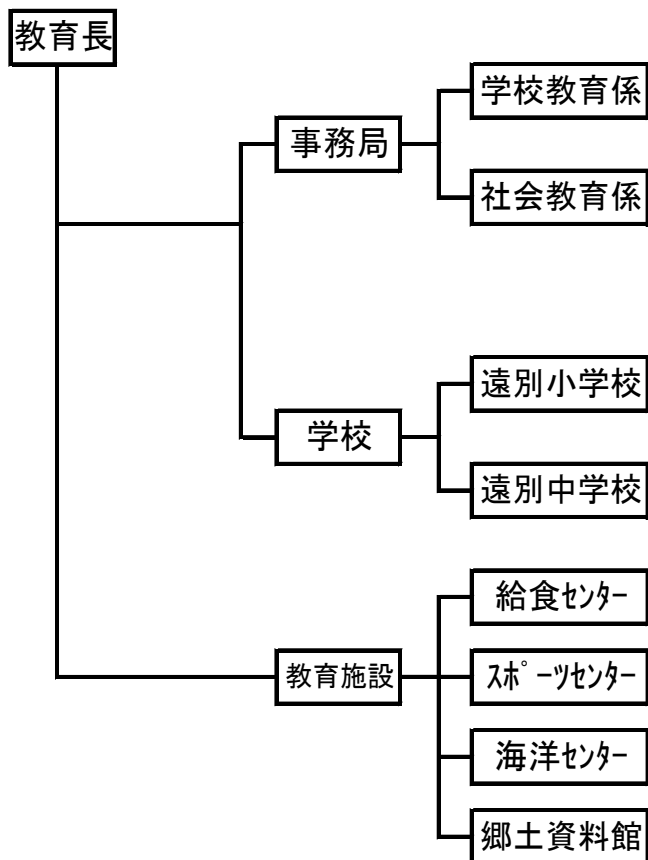 教育長
事務局
学校教育係
社会教育係
学校
遠別小学校
遠別中学校
教育施設
給食ｾﾝﾀｰ
ｽﾎﾟｰﾂｾﾝﾀｰ
海洋ｾﾝﾀｰ
郷土資料館